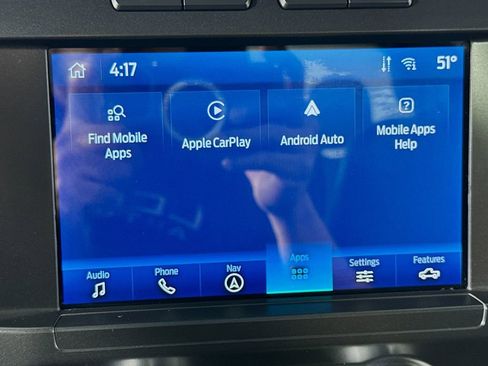 4:17
51°
Find Mobile
Apps
Apple CarPlay
Android Auto
Mobile Apps
Help
Audio
Phone
Nav
Apps
Settings
Features